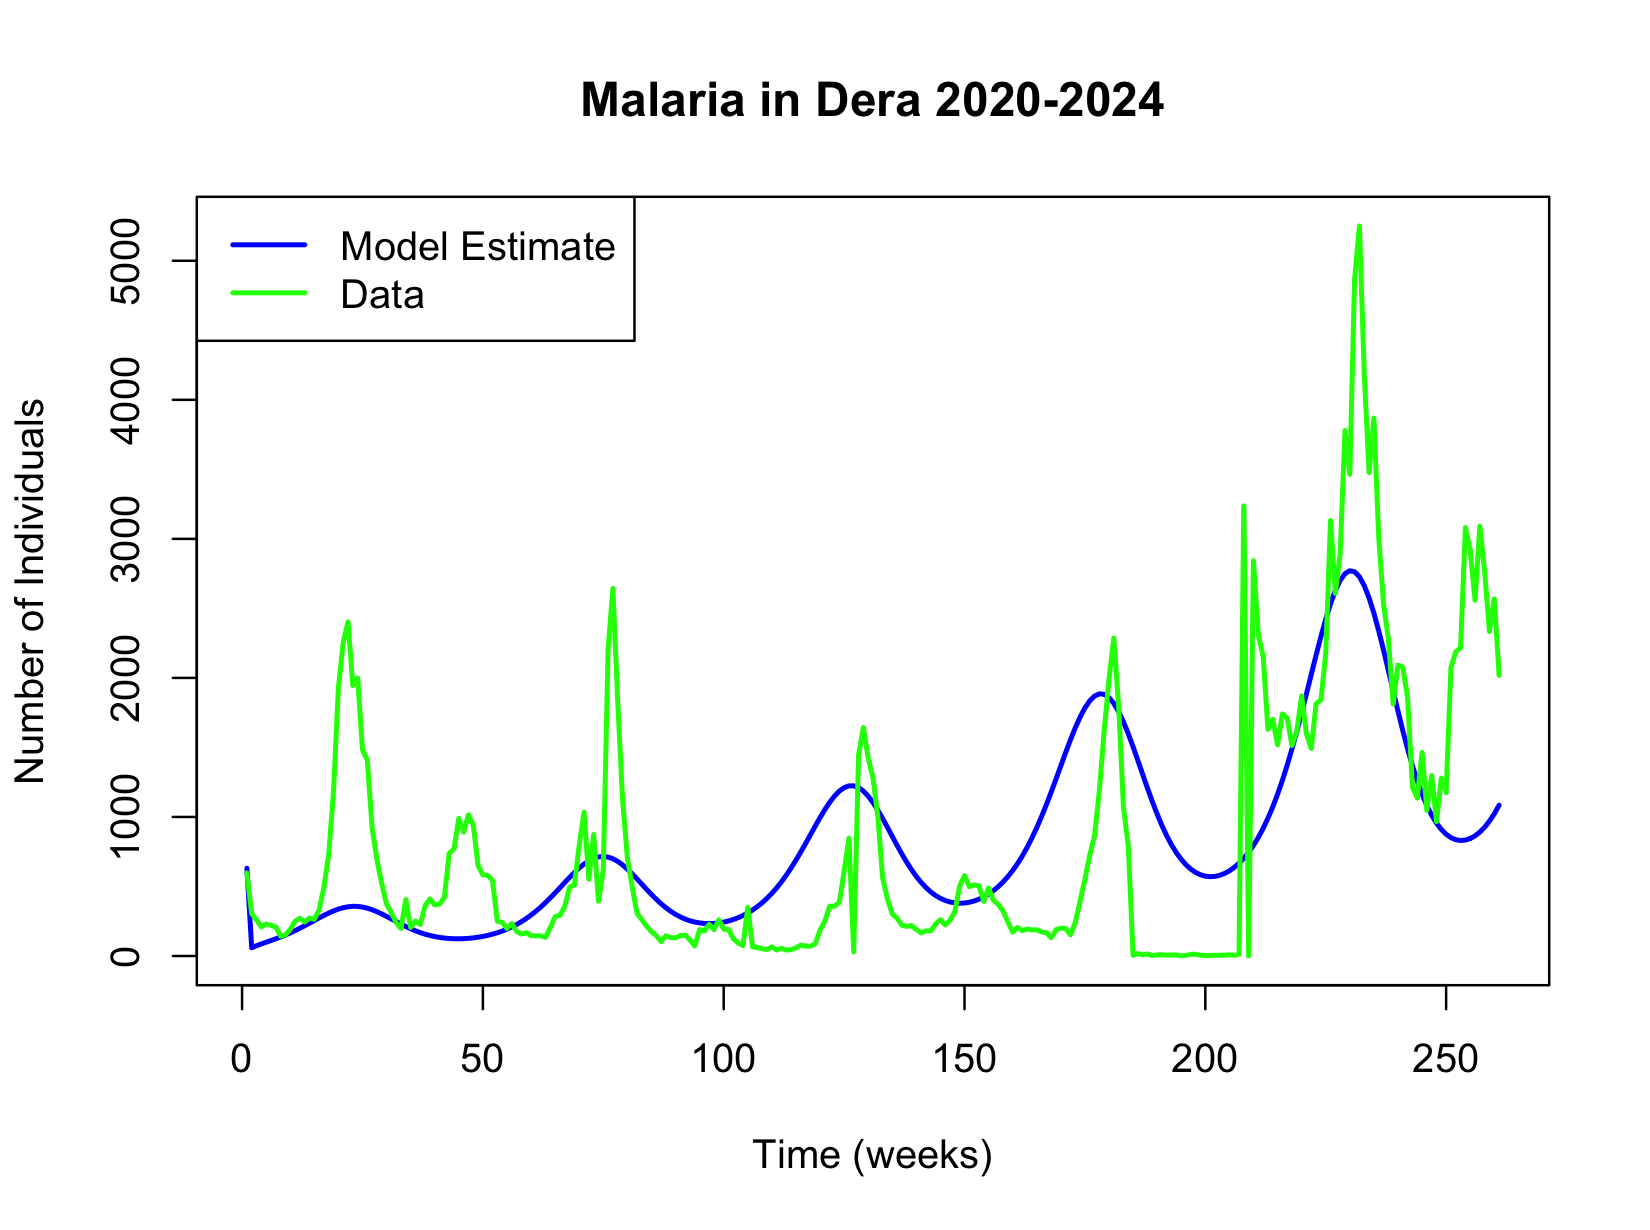 Malaria in Dera 2020-2024
Model Estimate
Data
Number of Individuals
5000
4000
3000
2000
1000
0
0 50 100 150 200 250
Time (weeks)